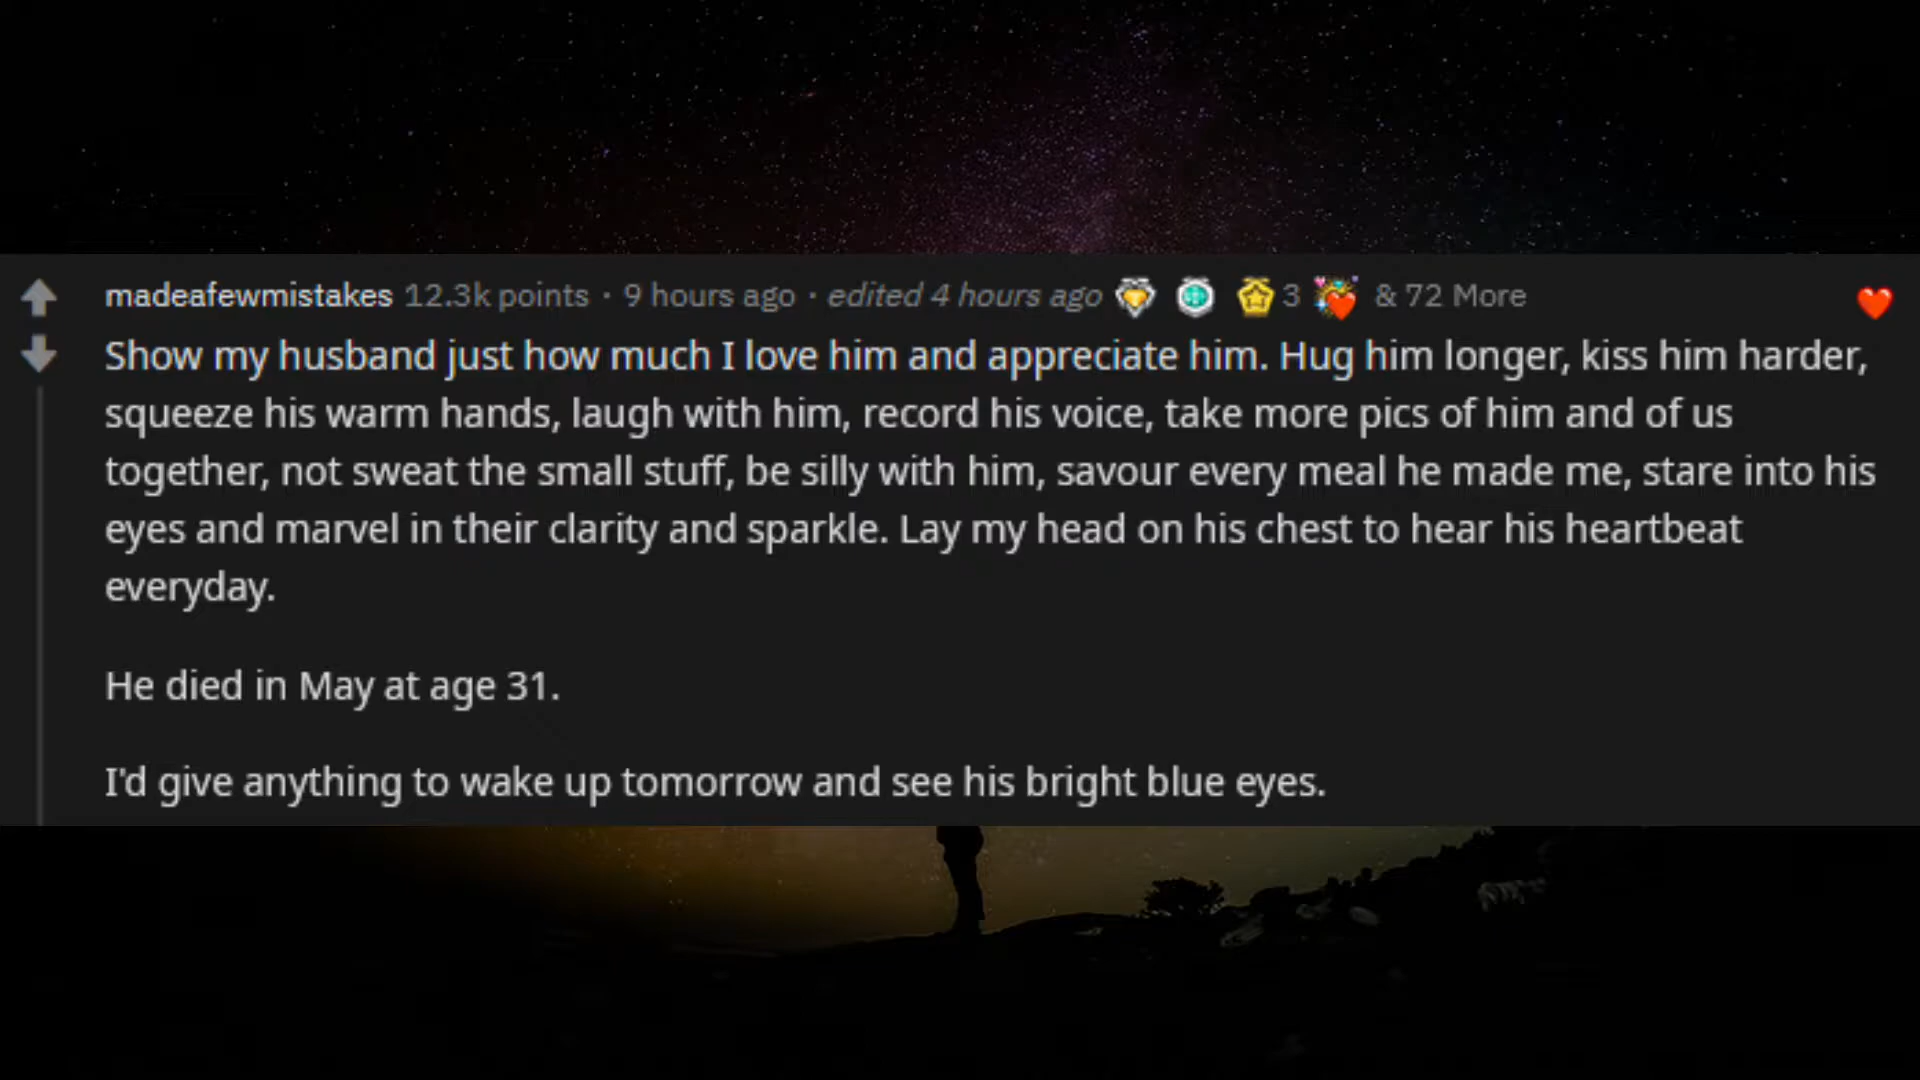 madeafewmistakes 12.3k points · 9 hours ago · edited 4 hours ago 3 & 72 More
Show my husband just how much I love him and appreciate him. Hug him longer, kiss him harder,
squeeze his warm hands, laugh with him, record his voice, take more pics of him and of us
together, not sweat the small stuff, be silly with him, savour every meal he made me, stare into his
eyes and marvel in their clarity and sparkle. Lay my head on his chest to hear his heartbeat
everyday.
He died in May at age 31.
I'd give anything to wake up tomorrow and see his bright blue eyes.